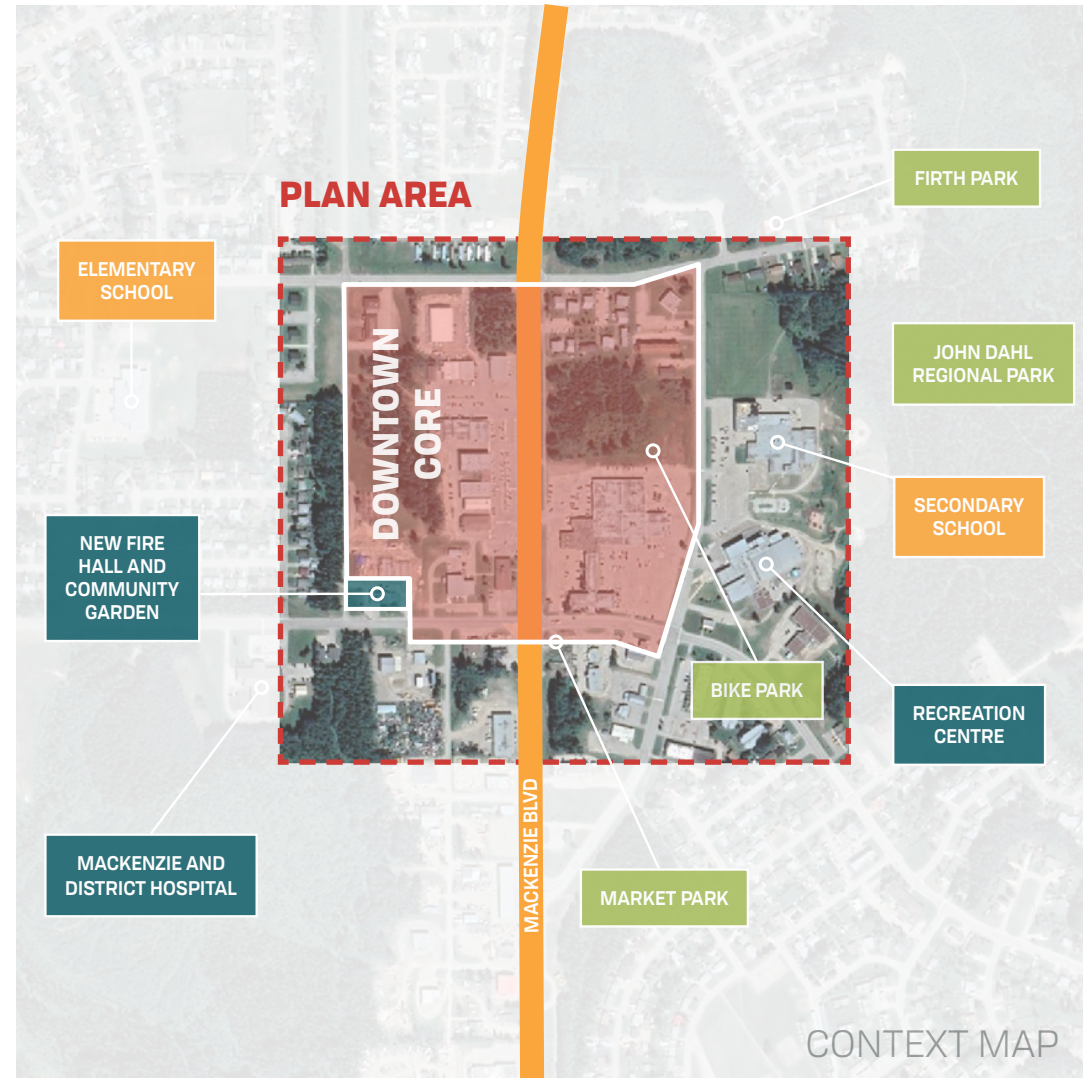 PLAN AREA
FIRTH PARK
ELEMENTARY
SCHOOL
JOHN DAHL
REGIONAL PARK
DOWNTOWN
CORE
SECONDARY
SCHOOL
NEW FIRE
HALL AND
COMMUNITY
GARDEN
BIKE PARK
RECREATION
CENTRE
MACKENZIE BLVD
MACKENZIE AND
DISTRICT HOSPITAL
MARKET PARK
CONTEXT MAP